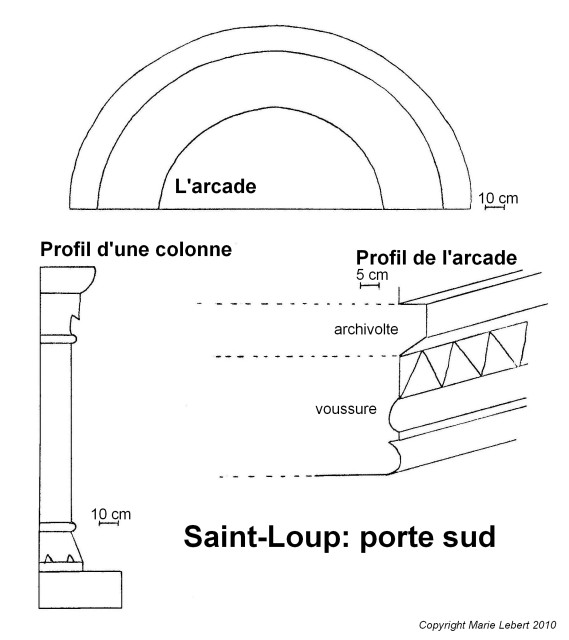 L'arcade
10 cm
Profil d'une colonne
Profil de l'arcade
5 cm
archivolte
voussure
10 cm
Saint-Loup: porte sud
Copyright Marie Lebert 2010